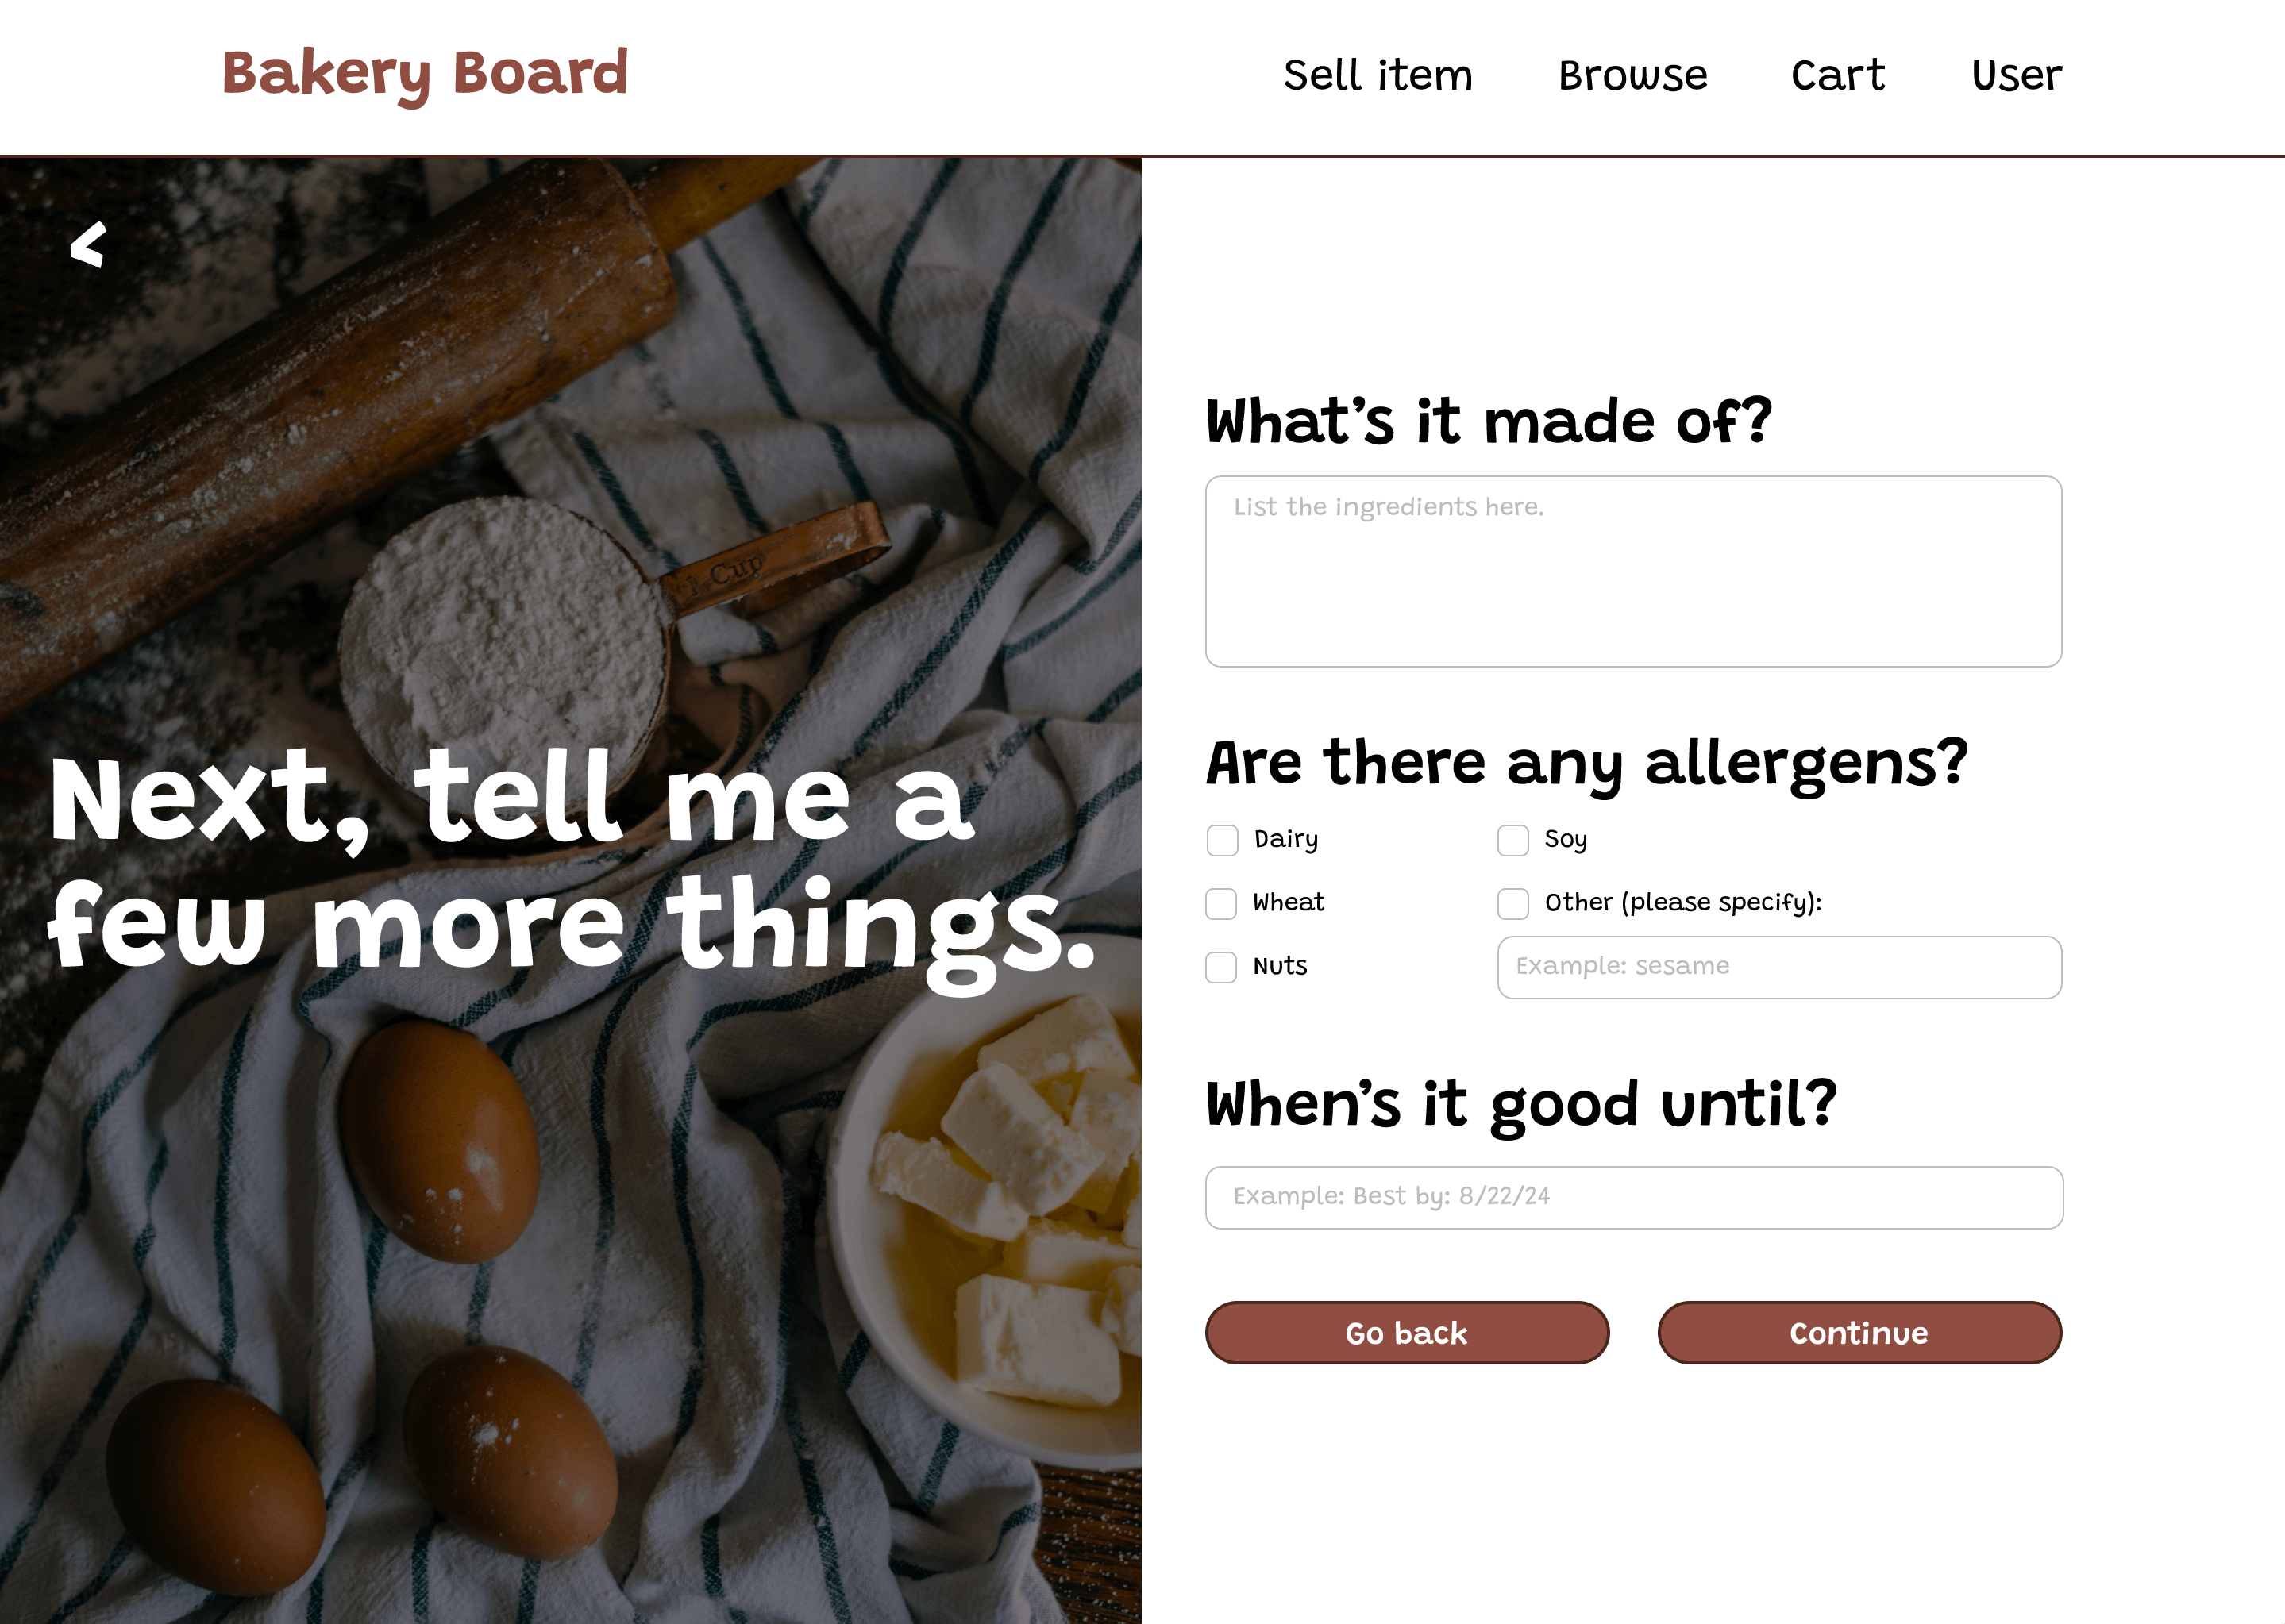 Bakery Board
Sell item
Browse
Cart
User
<
1 Cup
Next, tell me a
few more things.
What’s it made of?
List the ingredients here.
Are there any allergens?
Dairy
Soy
Wheat
Other (please specify):
Nuts
Example: sesame
When’s it good until?
Example: Best by: 8/22/24
Go back
Continue